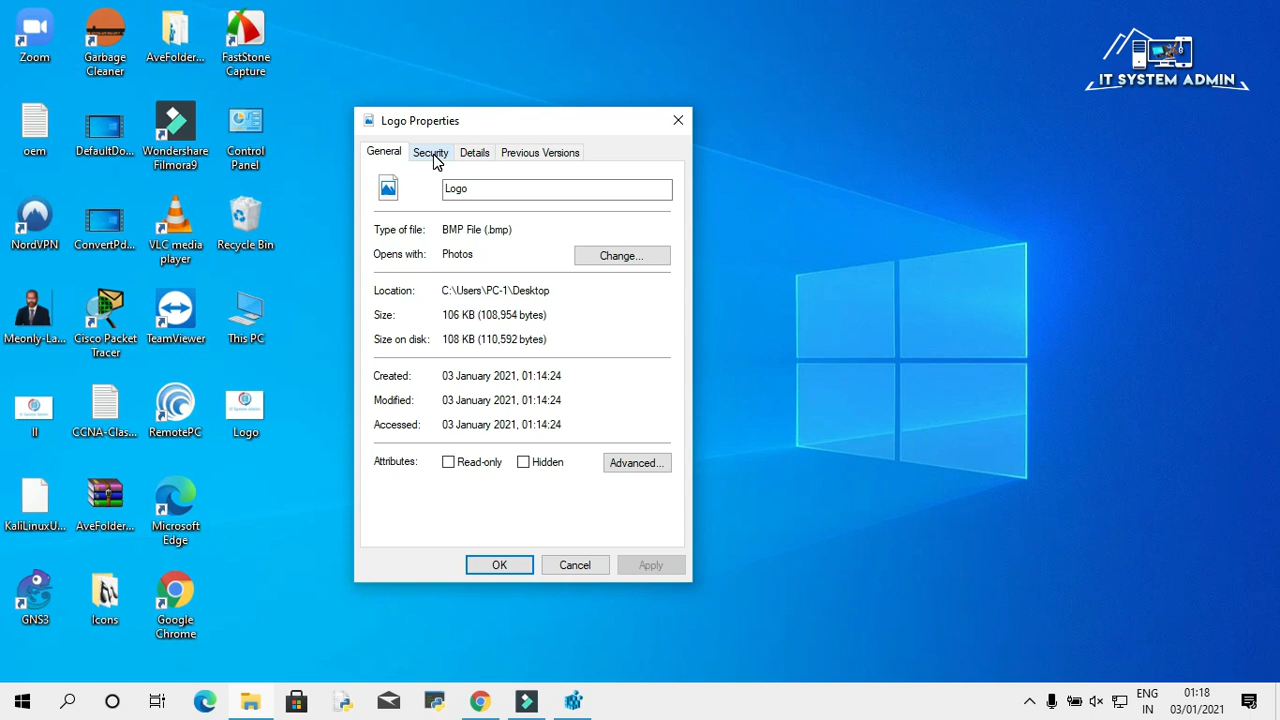 Zoom
Garbage
Cleaner
AveFolder...
FastStone
Capture
IT SYSTEM ADMIN
oem
DefaultDo...
Wondershare
Filmora9
Control
Panel
NordVPN
ConvertPd...
VLC media
player
Recycle Bin
Meonly-La...
Cisco Packet
Tracer
TeamViewer
This PC
II
CCNA-Clas...
RemotePC
Logo
KaliLinuxU...
AveFolder...
Microsoft
Edge
GNS3
Icons
Google
Chrome
Logo Properties
General Security Details Previous Versions
Logo
Type of file: BMP File (.bmp)
Opens with: Photos Change...
Location: C:\Users\PC-1\Desktop
Size: 106 KB (108,954 bytes)
Size on disk: 108 KB (110,592 bytes)
Created: 03 January 2021, 01:14:24
Modified: 03 January 2021, 01:14:24
Accessed: 03 January 2021, 01:14:24
Attributes: Read-only Hidden Advanced...
OK Cancel Apply
ENG
IN
01:18
03/01/2021